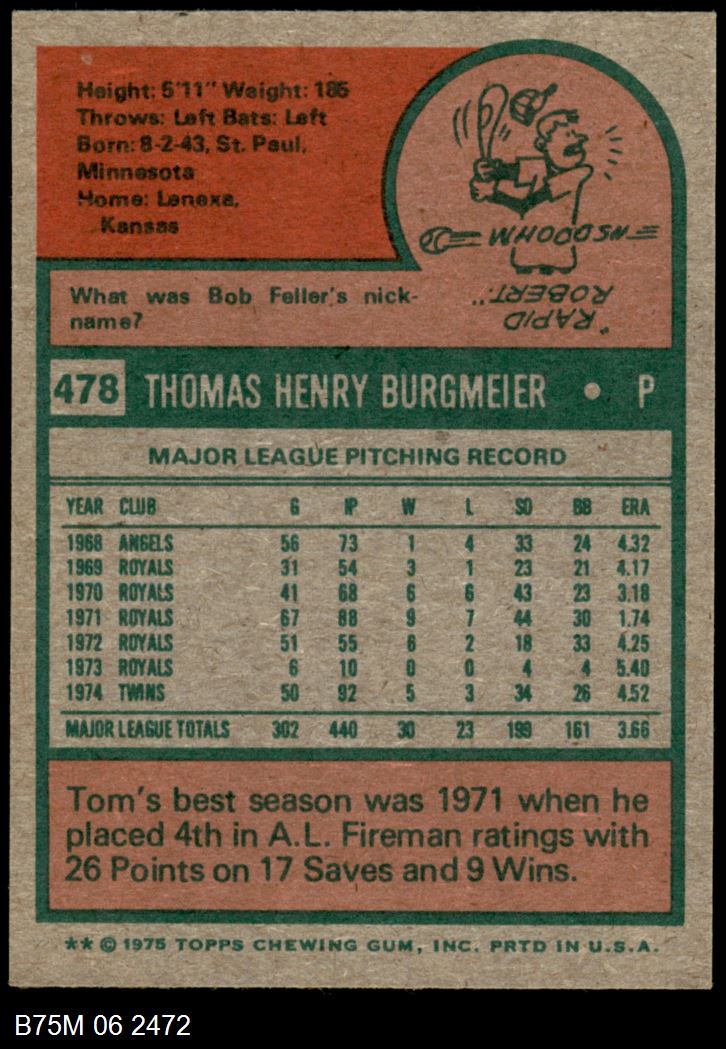 Height: 5'11" Weight: 185
Throws: Left Bats: Left
Born: 8-2-43, St. Paul,
Minnesota
Home: Lenexa,
Kansas
WHOOOSH
What was Bob Feller's nick-
name?
"RAPID
ROBERT."
478 THOMAS HENRY BURGMEIER • P
MAJOR LEAGUE PITCHING RECORD
YEAR CLUB G IP W L SO BB ERA
1968 ANGELS 56 73 1 4 33 24 4.32
1969 ROYALS 31 54 3 1 23 21 4.17
1970 ROYALS 41 68 6 6 43 23 3.18
1971 ROYALS 67 88 9 7 44 30 1.74
1972 ROYALS 51 55 6 2 18 33 4.25
1973 ROYALS 6 10 0 0 4 4 5.40
1974 TWINS 50 92 5 3 34 26 4.52
MAJOR LEAGUE TOTALS 302 440 30 23 199 161 3.66
Tom's best season was 1971 when he
placed 4th in A.L. Fireman ratings with
26 Points on 17 Saves and 9 Wins.
** © 1975 TOPPS CHEWING GUM, INC. PRTD IN U.S.A.
B75M 06 2472